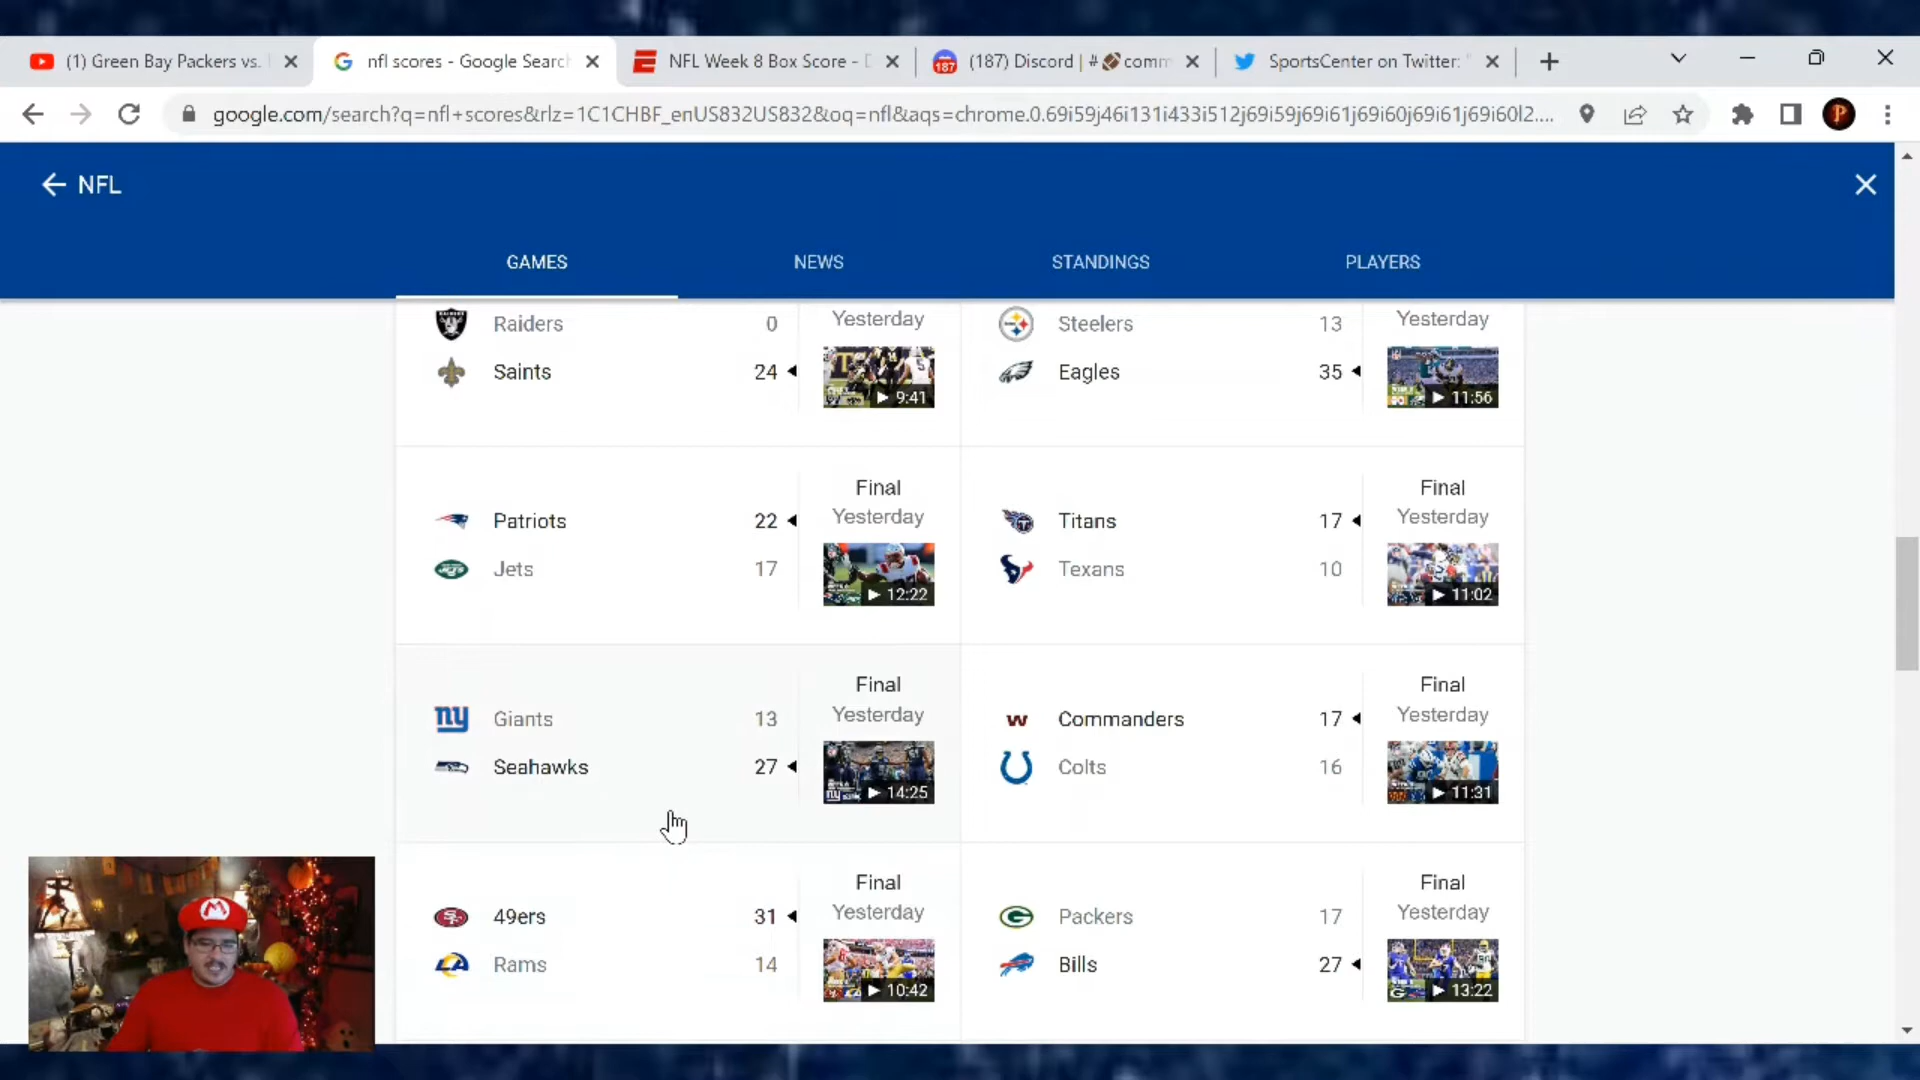 (1) Green Bay Packers vs.
nfl scores - Google Search
NFL Week 8 Box Score -
(187) Discord | #🏈comm
SportsCenter on Twitter: "
google.com/search?q=nfl+scores&rlz=1C1CHBF_enUS832US832&oq=nfl&aqs=chrome.0.69i59j46i131i433i512j69i59j69i61j69i60j69i61j69i60l2....
P
← NFL
GAMES NEWS STANDINGS PLAYERS
Raiders 0 Yesterday
Saints 24 9:41
Steelers 13 Yesterday
Eagles 35 11:56
Final
Yesterday
Patriots 22
Jets 17
12:22
Final
Yesterday
Titans 17
Texans 10
11:02
Final
Yesterday
Giants 13
Seahawks 27
14:25
Final
Yesterday
Commanders 17
Colts 16
11:31
Final
Yesterday
49ers 31
Rams 14
10:42
Final
Yesterday
Packers 17
Bills 27
13:22